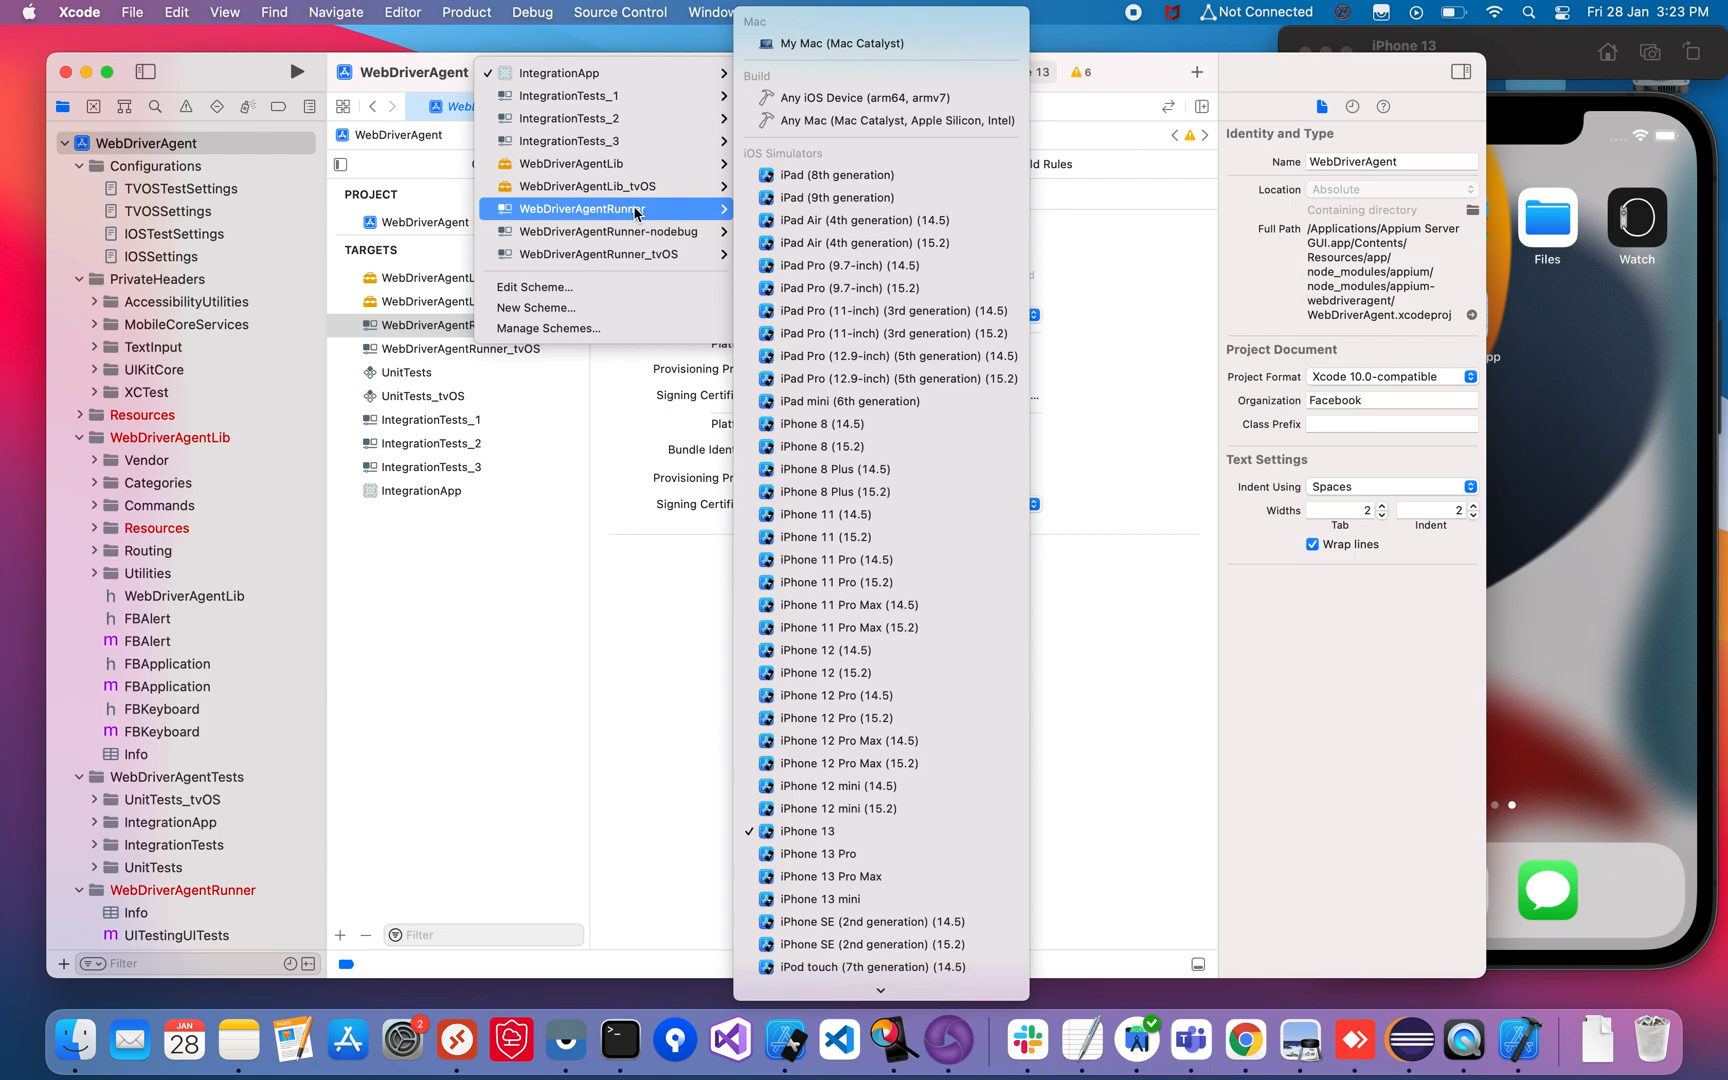 Xcode File Edit View Find Navigate Editor Product Debug Source Control Window
Not Connected Fri 28 Jan 3:23 PM
iPhone 13
WebDriverAgent
13
6
WebDriverAgent
IntegrationApp
IntegrationTests_1
IntegrationTests_2
IntegrationTests_3
WebDriverAgentLib
WebDriverAgentLib_tvOS
WebDriverAgentRunner
WebDriverAgentRunner-nodebug
WebDriverAgentRunner_tvOS
Edit Scheme...
New Scheme...
Manage Schemes...
Mac
My Mac (Mac Catalyst)
Build
Any iOS Device (arm64, armv7)
Any Mac (Mac Catalyst, Apple Silicon, Intel)
iOS Simulators
iPad (8th generation)
iPad (9th generation)
iPad Air (4th generation) (14.5)
iPad Air (4th generation) (15.2)
iPad Pro (9.7-inch) (14.5)
iPad Pro (9.7-inch) (15.2)
iPad Pro (11-inch) (3rd generation) (14.5)
iPad Pro (11-inch) (3rd generation) (15.2)
iPad Pro (12.9-inch) (5th generation) (14.5)
iPad Pro (12.9-inch) (5th generation) (15.2)
iPad mini (6th generation)
iPhone 8 (14.5)
iPhone 8 (15.2)
iPhone 8 Plus (14.5)
iPhone 8 Plus (15.2)
iPhone 11 (14.5)
iPhone 11 (15.2)
iPhone 11 Pro (14.5)
iPhone 11 Pro (15.2)
iPhone 11 Pro Max (14.5)
iPhone 11 Pro Max (15.2)
iPhone 12 (14.5)
iPhone 12 (15.2)
iPhone 12 Pro (14.5)
iPhone 12 Pro (15.2)
iPhone 12 Pro Max (14.5)
iPhone 12 Pro Max (15.2)
iPhone 12 mini (14.5)
iPhone 12 mini (15.2)
iPhone 13
iPhone 13 Pro
iPhone 13 Pro Max
iPhone 13 mini
iPhone SE (2nd generation) (14.5)
iPhone SE (2nd generation) (15.2)
iPod touch (7th generation) (14.5)
WebDriverAgent
Configurations
TVOSTestSettings
TVOSSettings
IOSTestSettings
IOSSettings
PrivateHeaders
AccessibilityUtilities
MobileCoreServices
TextInput
UIKitCore
XCTest
Resources
WebDriverAgentLib
Vendor
Categories
Commands
Resources
Routing
Utilities
h WebDriverAgentLib
h FBAlert
m FBAlert
h FBApplication
m FBApplication
h FBKeyboard
m FBKeyboard
Info
WebDriverAgentTests
UnitTests_tvOS
IntegrationApp
IntegrationTests
UnitTests
WebDriverAgentRunner
Info
m UITestingUITests
Filter
PROJECT
WebDriverAgent
TARGETS
WebDriverAgentL
WebDriverAgentL
WebDriverAgentR
WebDriverAgentRunner_tvOS
UnitTests
UnitTests_tvOS
IntegrationTests_1
IntegrationTests_2
IntegrationTests_3
IntegrationApp
Filter
ld Rules
Provisioning Pr
Signing Certific
Platf
Bundle Iden
Provisioning Pr
Signing Certifi
Identity and Type
Name WebDriverAgent
Location Absolute
Containing directory
Full Path /Applications/Appium Server
GUI.app/Contents/
Resources/app/
node_modules/appium/
node_modules/appium-
webdriveragent/
WebDriverAgent.xcodeproj
Project Document
Project Format Xcode 10.0-compatible
Organization Facebook
Class Prefix
Text Settings
Indent Using Spaces
Widths 2 2
Tab Indent
Wrap lines
Files Watch
pp
JAN
28
2